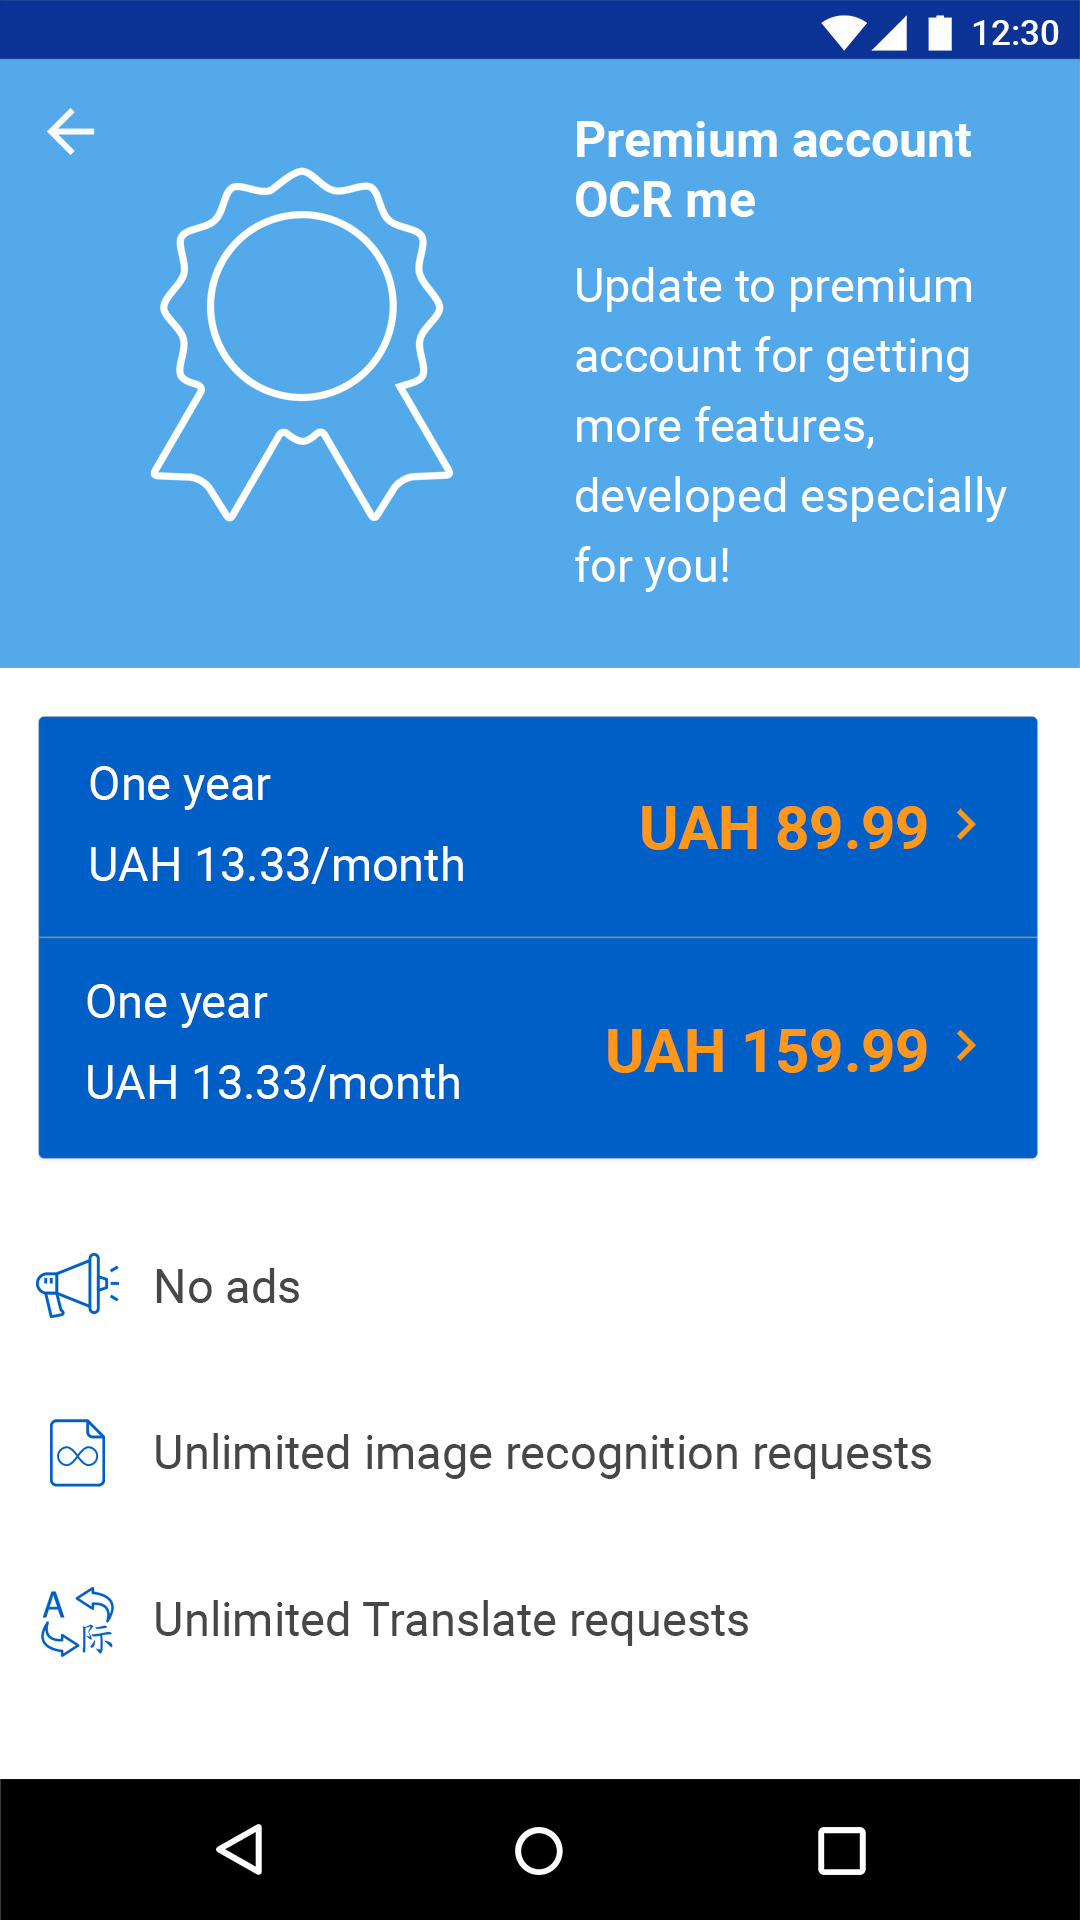 12:30
Premium account
OCR me
Update to premium
account for getting
more features,
developed especially
for you!
One year
UAH 13.33/month
UAH 89.99
One year
UAH 13.33/month
UAH 159.99
No ads
Unlimited image recognition requests
A
际
Unlimited Translate requests